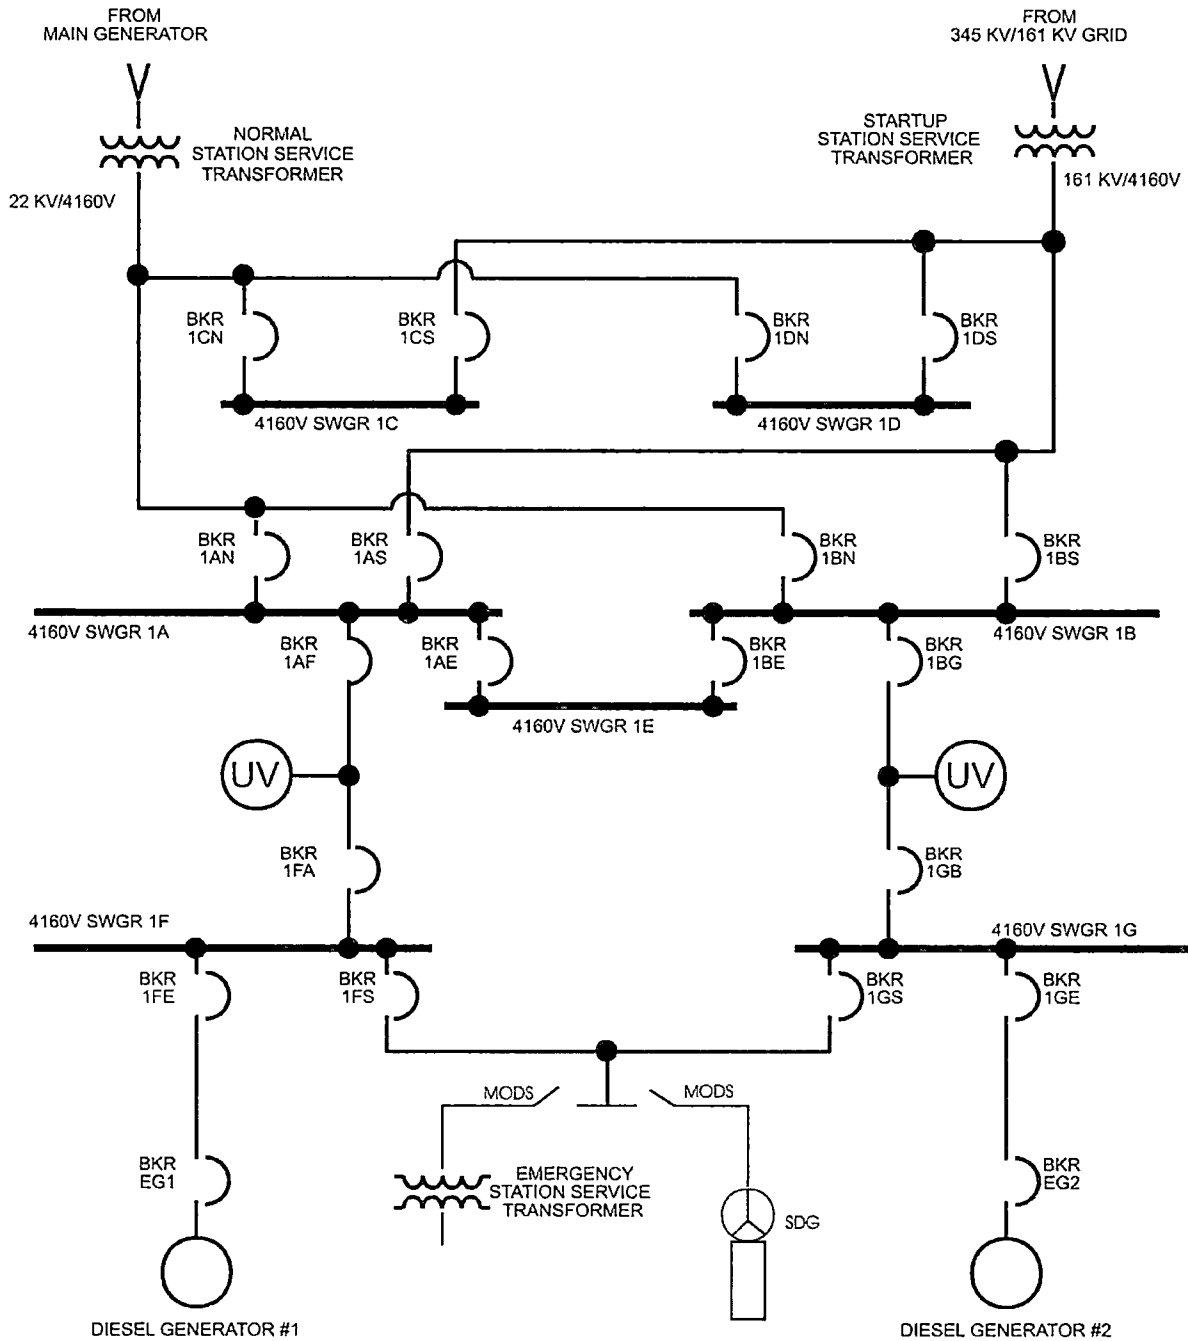 FROM
MAIN GENERATOR
FROM
345 KV/161 KV GRID
NORMAL
STATION SERVICE
TRANSFORMER
STARTUP
STATION SERVICE
TRANSFORMER
22 KV/4160V
161 KV/4160V
BKR
1CN
BKR
1CS
BKR
1DN
BKR
1DS
4160V SWGR 1C
4160V SWGR 1D
BKR
1AN
BKR
1AS
BKR
1BN
BKR
1BS
4160V SWGR 1A
4160V SWGR 1B
BKR
1AF
BKR
1AE
BKR
1BE
BKR
1BG
4160V SWGR 1E
UV
UV
BKR
1FA
BKR
1GB
4160V SWGR 1F
4160V SWGR 1G
BKR
1FE
BKR
1FS
BKR
1GS
BKR
1GE
MODS
MODS
BKR
EG1
EMERGENCY
STATION SERVICE
TRANSFORMER
SDG
BKR
EG2
DIESEL GENERATOR #1
DIESEL GENERATOR #2